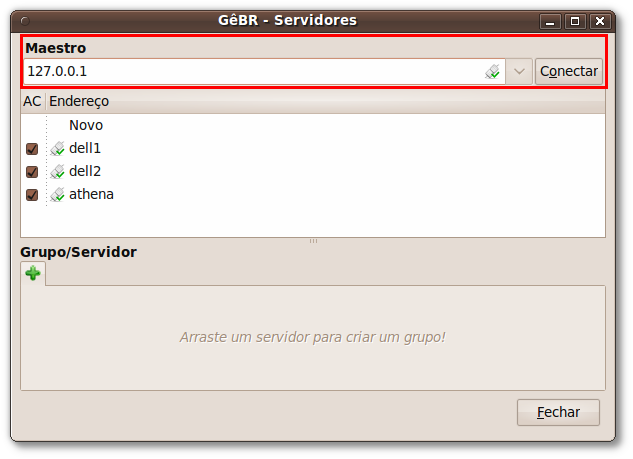 GêBR - Servidores
Maestro
127.0.0.1
Conectar
AC Endereço
Novo
dell1
dell2
athena
Grupo/Servidor
Arraste um servidor para criar um grupo!
Fechar